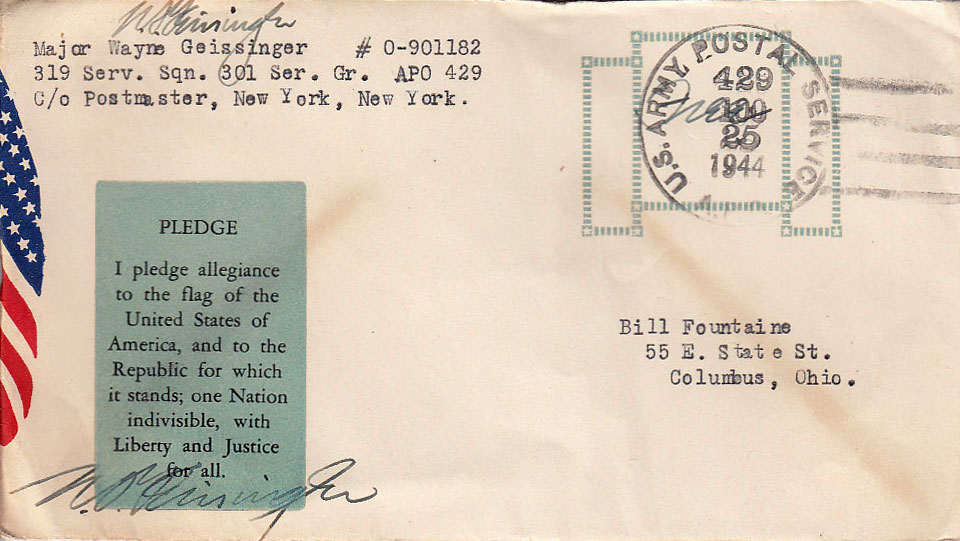 W. Geissinger
Major Wayne Geissinger # O-901182
319 Serv. Sqn. 301 Ser. Gr. APO 429
C/o Postmaster, New York, New York.
U.S. ARMY POSTAL SERVICE
429
25
1944
A.P.O.
PLEDGE
I pledge allegiance
to the flag of the
United States of
America, and to the
Republic for which
it stands; one Nation
indivisible, with
Liberty and Justice
for all.
Bill Fountaine
55 E. State St.
Columbus, Ohio.
W. Geissinger